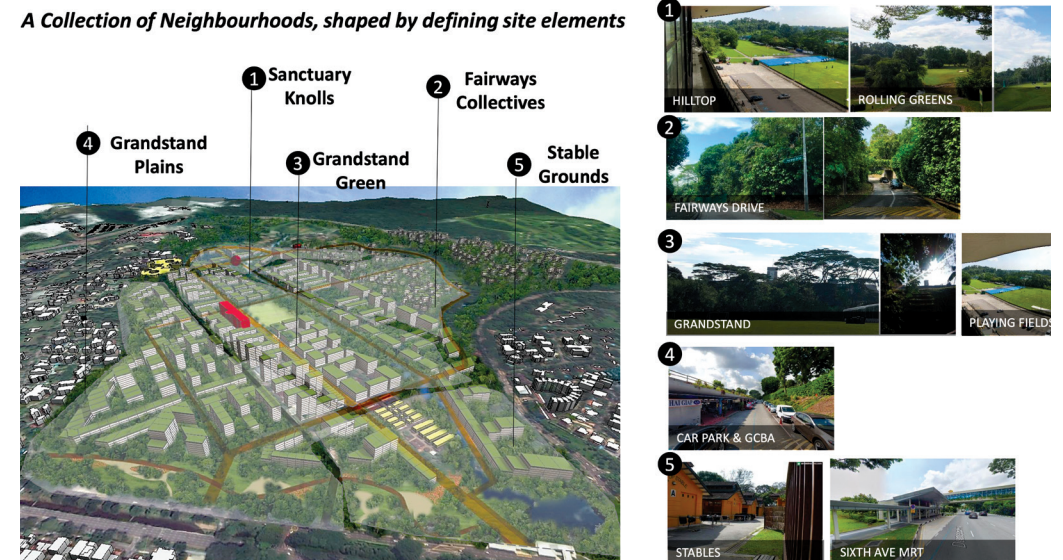 A Collection of Neighbourhoods, shaped by defining site elements
1 Sanctuary
Knolls
2 Fairways
Collectives
4 Grandstand
Plains
3 Grandstand
Green
5 Stable
Grounds
1
HILLTOP
ROLLING GREENS
2
FAIRWAYS DRIVE
3
GRANDSTAND
PLAYING FIELDS
4
CAR PARK & GCBA
5
STABLES
SIXTH AVE MRT